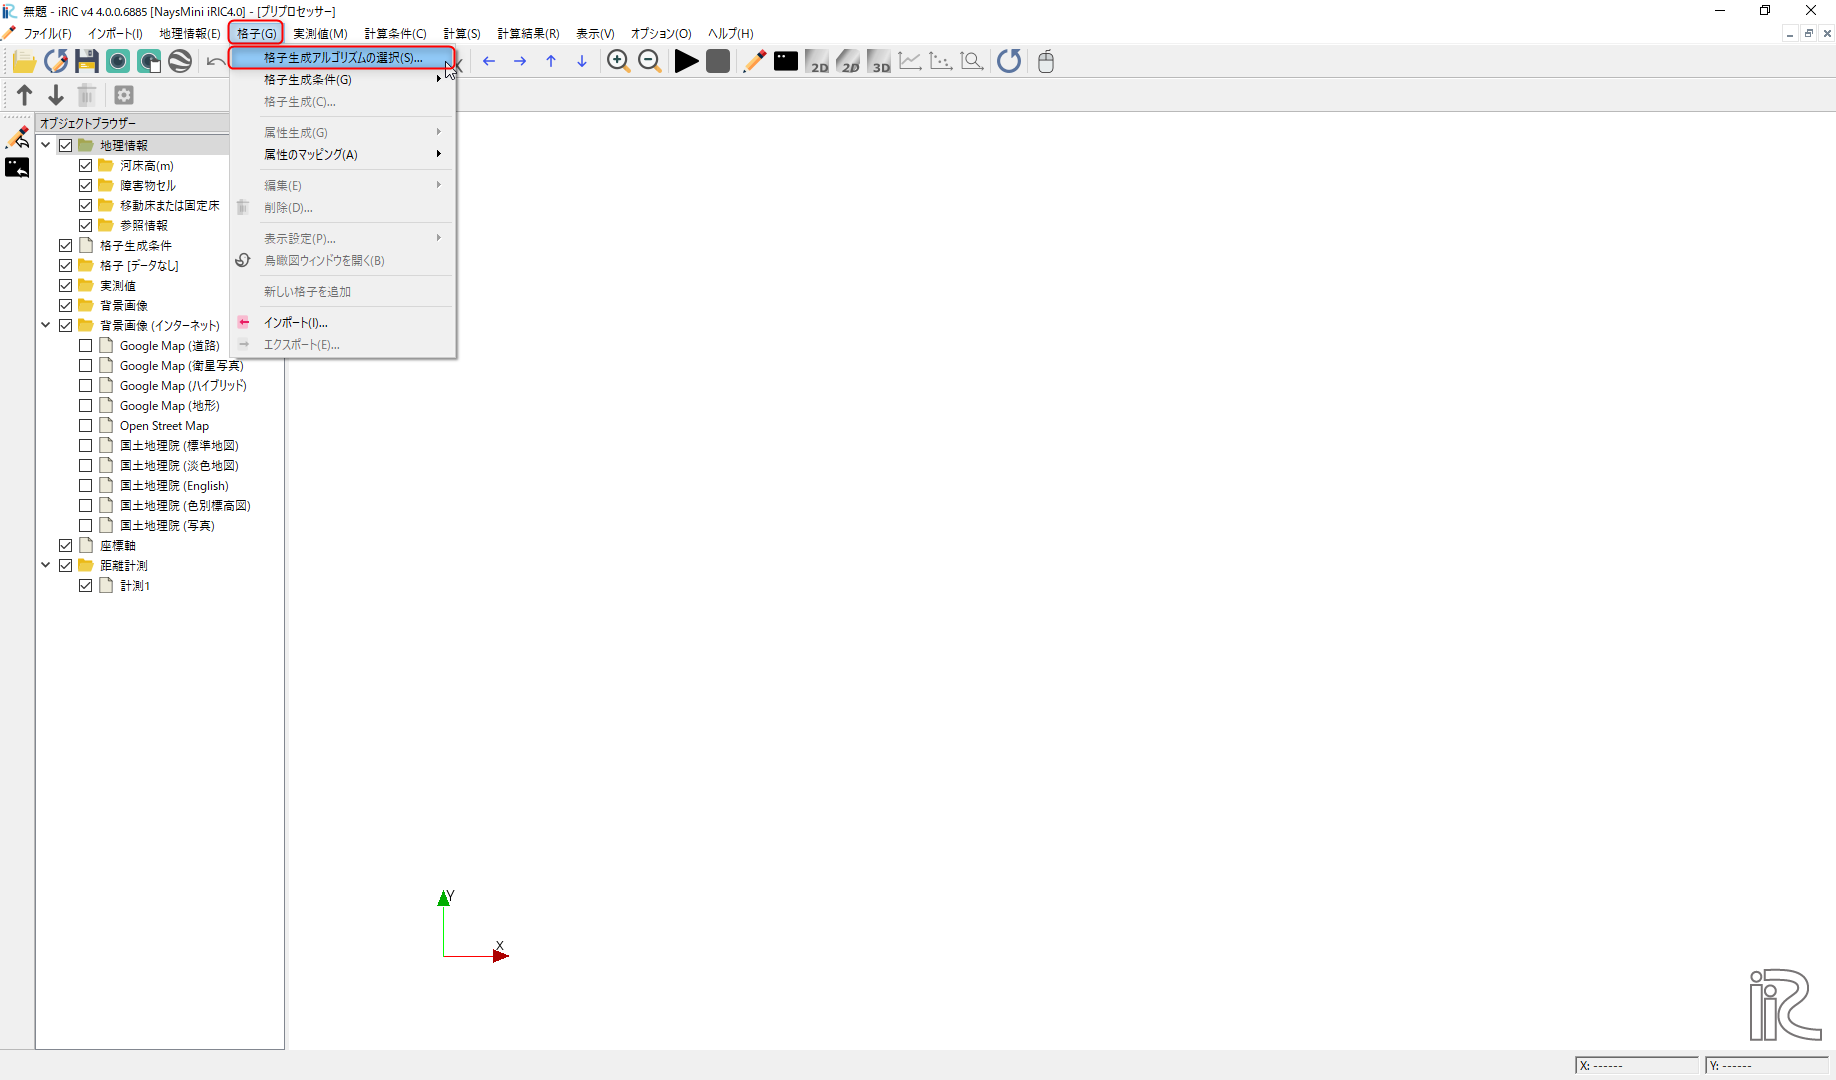 無題 - iRIC v4 4.0.0.6885 [NaysMini iRIC4.0] - [プリプロセッサー]
ファイル(F) インポート(I) 地理情報(E) 格子(G) 実測値(M) 計算条件(C) 計算(S) 計算結果(R) 表示(V) オプション(O) ヘルプ(H)
2D 2D 3D
格子生成アルゴリズムの選択(S)...
格子生成条件(G)
格子生成(C)...
属性生成(G)
属性のマッピング(A)
編集(E)
削除(D)...
表示設定(P)...
鳥瞰図ウィンドウを開く(B)
新しい格子を追加
インポート(I)...
エクスポート(E)...
オブジェクトブラウザー
地理情報
河床高(m)
障害物セル
移動床または固定床
参照情報
格子生成条件
格子 [データなし]
実測値
背景画像
背景画像 (インターネット)
Google Map (道路)
Google Map (衛星写真)
Google Map (ハイブリッド)
Google Map (地形)
Open Street Map
国土地理院 (標準地図)
国土地理院 (淡色地図)
国土地理院 (English)
国土地理院 (色別標高図)
国土地理院 (写真)
座標軸
距離計測
計測1
Y
X
iRIC
X: ------
Y: ------